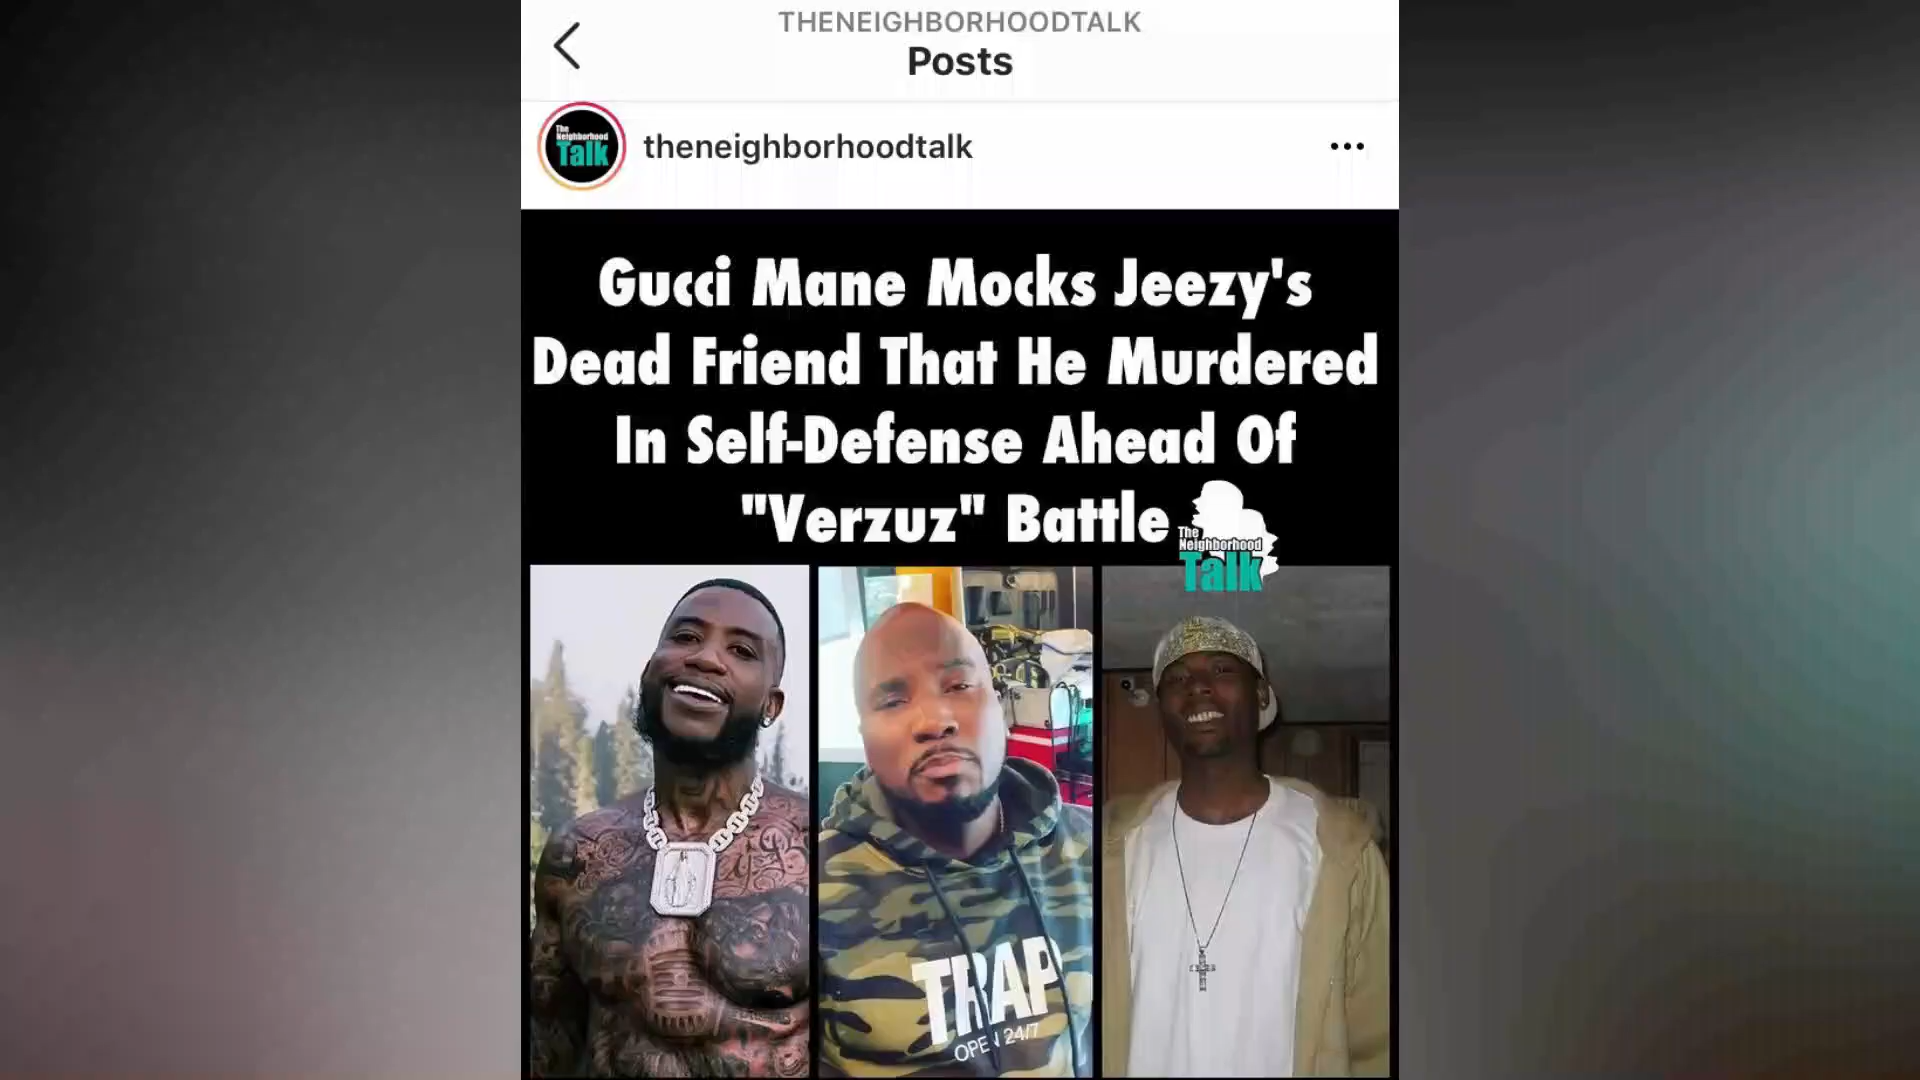 THENEIGHBORHOODTALK
Posts
The
Neighborhood
Talk
theneighborhoodtalk
Gucci Mane Mocks Jeezy's
Dead Friend That He Murdered
In Self-Defense Ahead Of
"Verzuz" Battle
The
Neighborhood
Talk
TRAP
OPEN 24/7